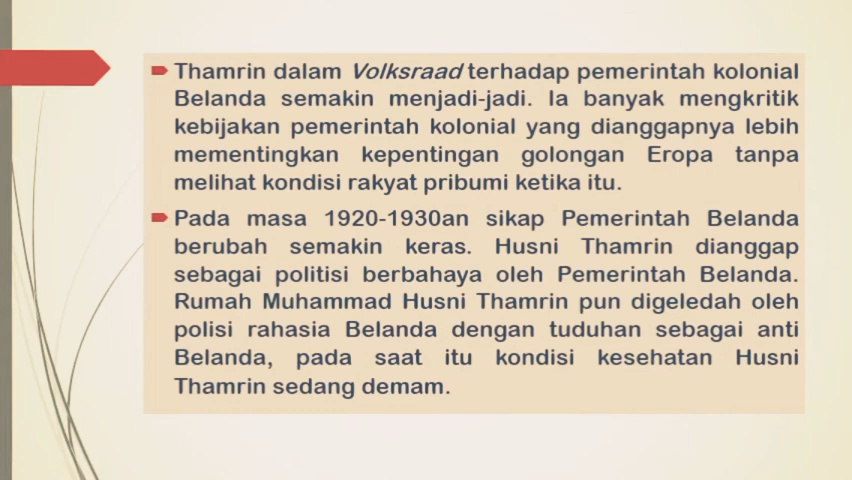 Thamrin dalam Volksraad terhadap pemerintah kolonial
Belanda semakin menjadi-jadi. Ia banyak mengkritik
kebijakan pemerintah kolonial yang dianggapnya lebih
mementingkan kepentingan golongan Eropa tanpa
melihat kondisi rakyat pribumi ketika itu.
Pada masa 1920-1930an sikap Pemerintah Belanda
berubah semakin keras. Husni Thamrin dianggap
sebagai politisi berbahaya oleh Pemerintah Belanda.
Rumah Muhammad Husni Thamrin pun digeledah oleh
polisi rahasia Belanda dengan tuduhan sebagai anti
Belanda, pada saat itu kondisi kesehatan Husni
Thamrin sedang demam.